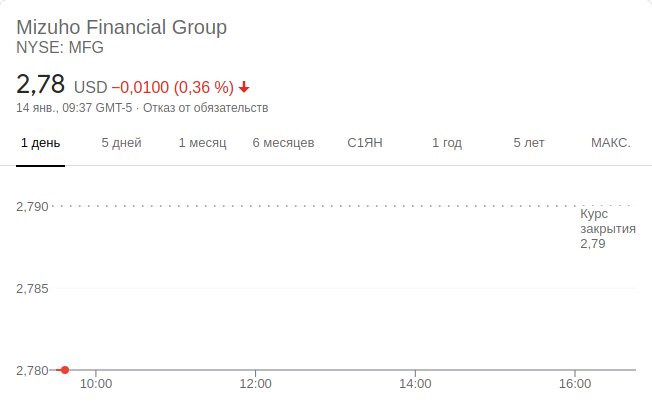 Mizuho Financial Group
NYSE: MFG
2,78 USD −0,0100 (0,36 %)
14 янв., 09:37 GMT-5 · Отказ от обязательств
1 день 5 дней 1 месяц 6 месяцев С1ЯН 1 год 5 лет МАКС.
2,790
Курс
закрытия
2,79
2,785
2,780
10:00 12:00 14:00 16:00